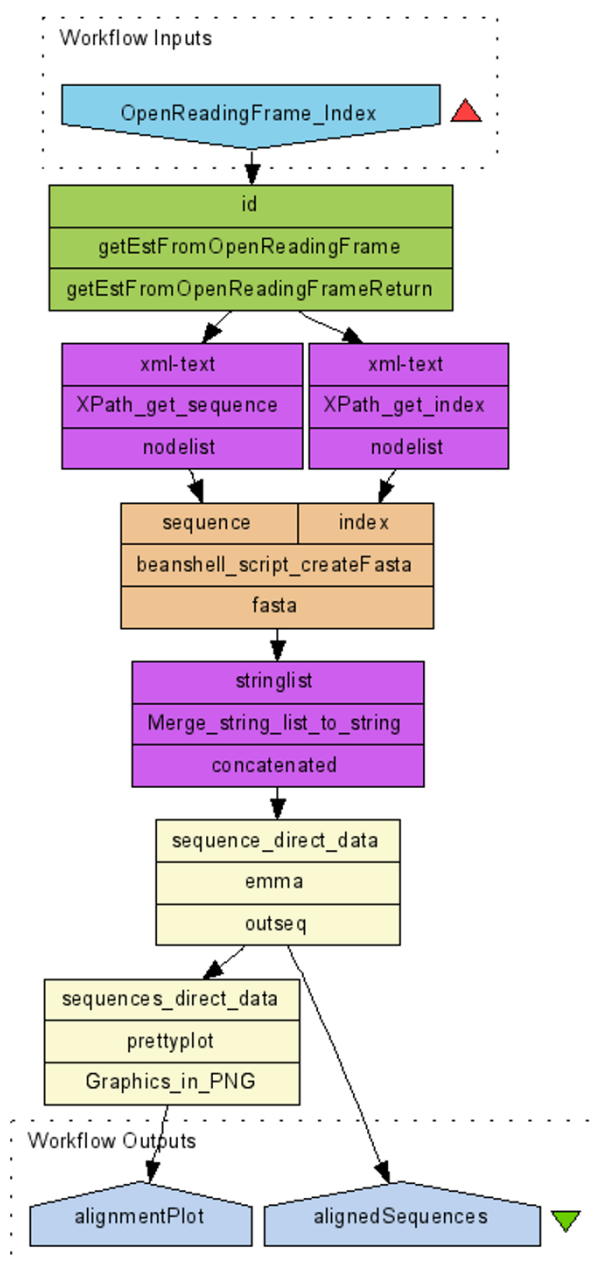 Workflow Inputs
OpenReadingFrame_Index
id
getEstFromOpenReadingFrame
getEstFromOpenReadingFrameReturn
xml-text xml-text
XPath_get_sequence XPath_get_index
nodelist nodelist
sequence index
beanshell_script_createFasta
fasta
stringlist
Merge_string_list_to_string
concatenated
sequence_direct_data
emma
outseq
sequences_direct_data
prettyplot
Graphics_in_PNG
Workflow Outputs
alignmentPlot alignedSequences